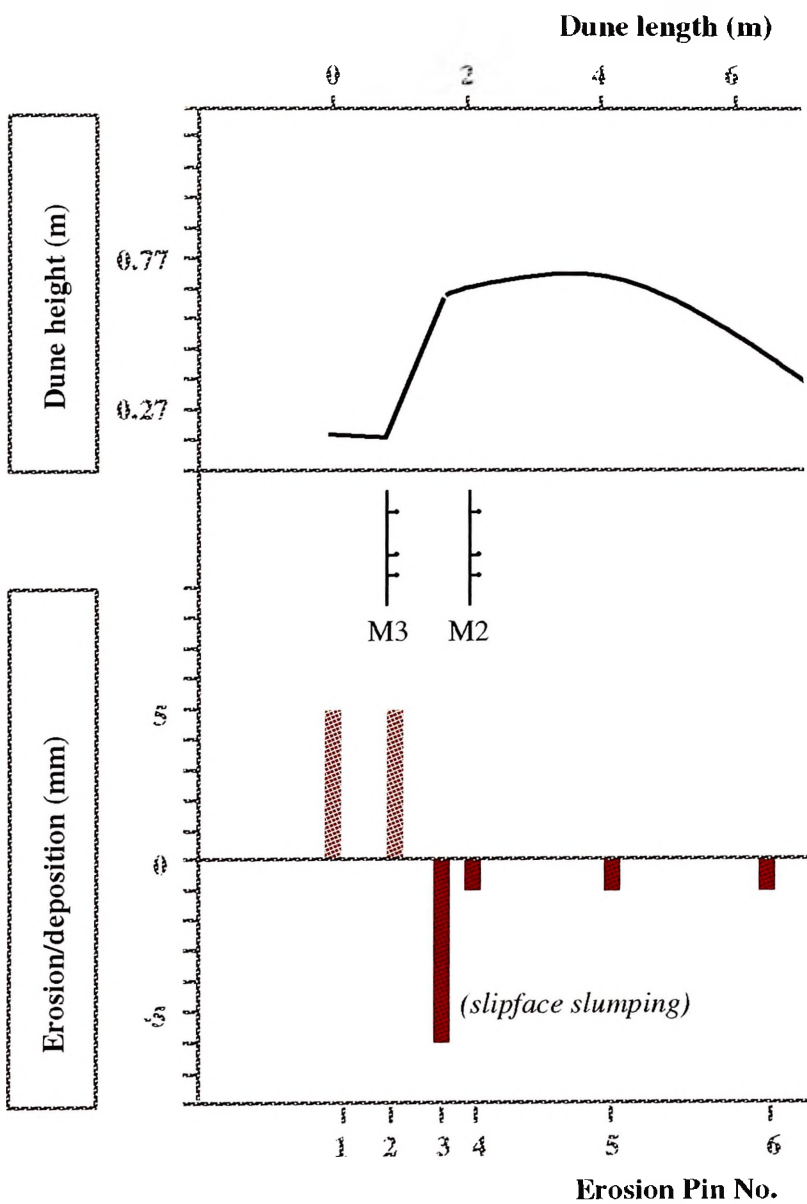 Dune length (m)
0 2 4 6
Dune height (m)
0.77
0.27
M3 M2
Erosion/deposition (mm)
5
0
(slipface slumping)
1 2 3 4 5 6
Erosion Pin No.